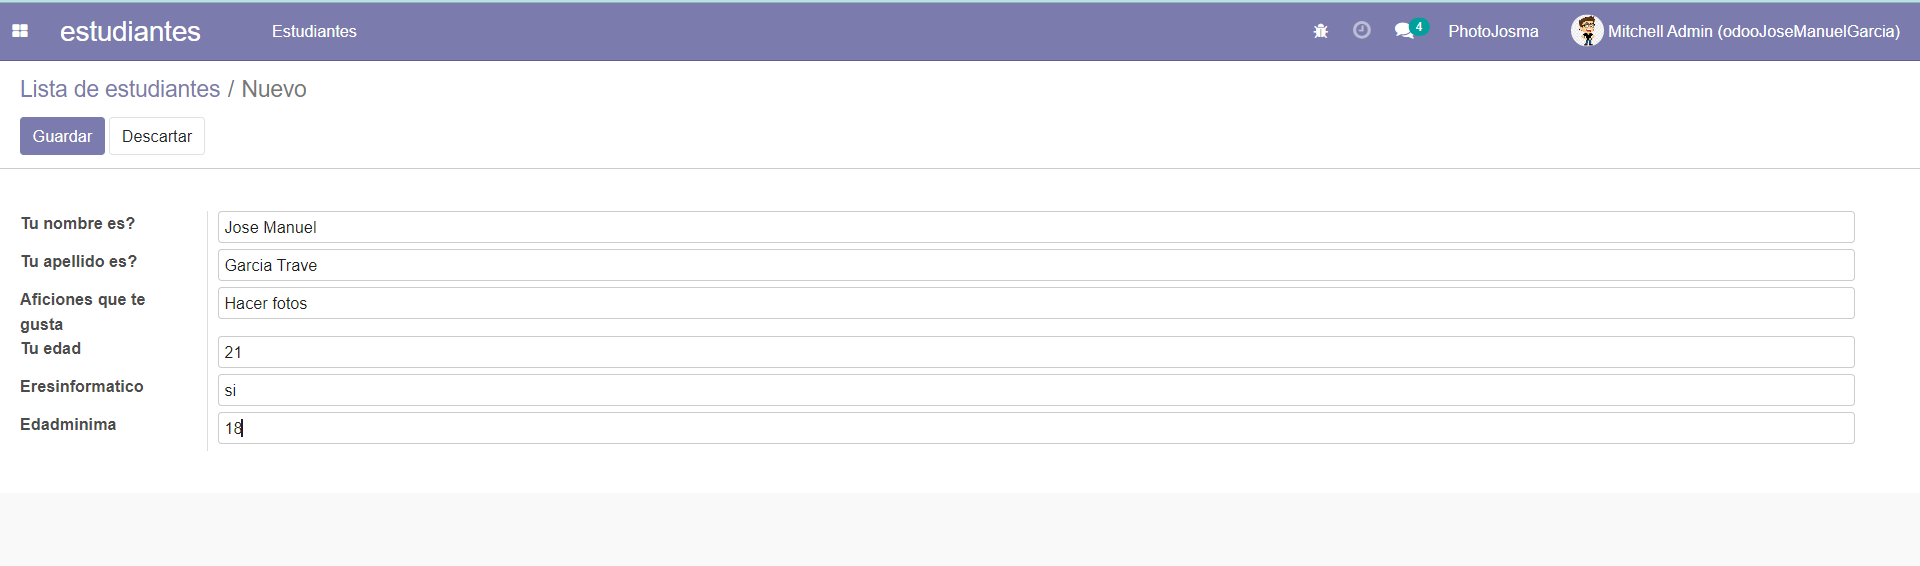 estudiantes Estudiantes 4 PhotoJosma Mitchell Admin (odooJoseManuelGarcia)
Lista de estudiantes / Nuevo
Guardar Descartar
Tu nombre es? Jose Manuel
Tu apellido es? Garcia Trave
Aficiones que te gusta Hacer fotos
Tu edad 21
Eresinformatico si
Edadminima 18